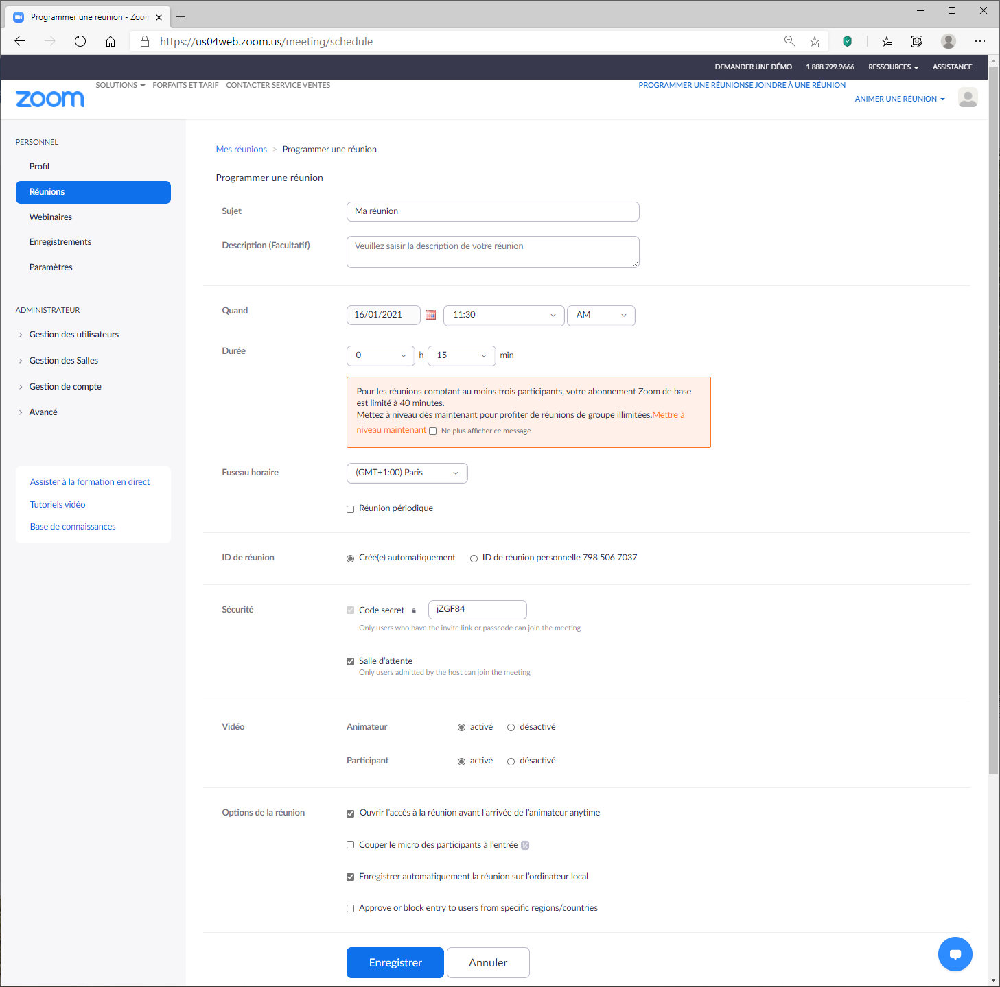 Programmer une réunion - Zoom
https://us04web.zoom.us/meeting/schedule
DEMANDER UNE DÉMO 1.888.799.9666 RESSOURCES ASSISTANCE
zoom
SOLUTIONS FORFAITS ET TARIF CONTACTER SERVICE VENTES
PROGRAMMER UNE RÉUNIONSE JOINDRE À UNE RÉUNION
ANIMER UNE RÉUNION
PERSONNEL
Profil
Réunions
Webinaires
Enregistrements
Paramètres
ADMINISTRATEUR
Gestion des utilisateurs
Gestion des Salles
Gestion de compte
Avancé
Assister à la formation en direct
Tutoriels vidéo
Base de connaissances
Mes réunions > Programmer une réunion
Programmer une réunion
Sujet Ma réunion
Description (Facultatif) Veuillez saisir la description de votre réunion
Quand 16/01/2021 11:30 AM
Durée 0 h 15 min
Pour les réunions comptant au moins trois participants, votre abonnement Zoom de base
est limité à 40 minutes.
Mettez à niveau dès maintenant pour profiter de réunions de groupe illimitées.Mettre à
niveau maintenant Ne plus afficher ce message
Fuseau horaire (GMT+1:00) Paris
Réunion périodique
ID de réunion Créé(e) automatiquement ID de réunion personnelle 798 506 7037
Sécurité Code secret jZGF84
Only users who have the invite link or passcode can join the meeting
Salle d'attente
Only users admitted by the host can join the meeting
Vidéo Animateur activé désactivé
Participant activé désactivé
Options de la réunion Ouvrir l'accès à la réunion avant l'arrivée de l'animateur anytime
Couper le micro des participants à l'entrée
Enregistrer automatiquement la réunion sur l'ordinateur local
Approve or block entry to users from specific regions/countries
Enregistrer Annuler